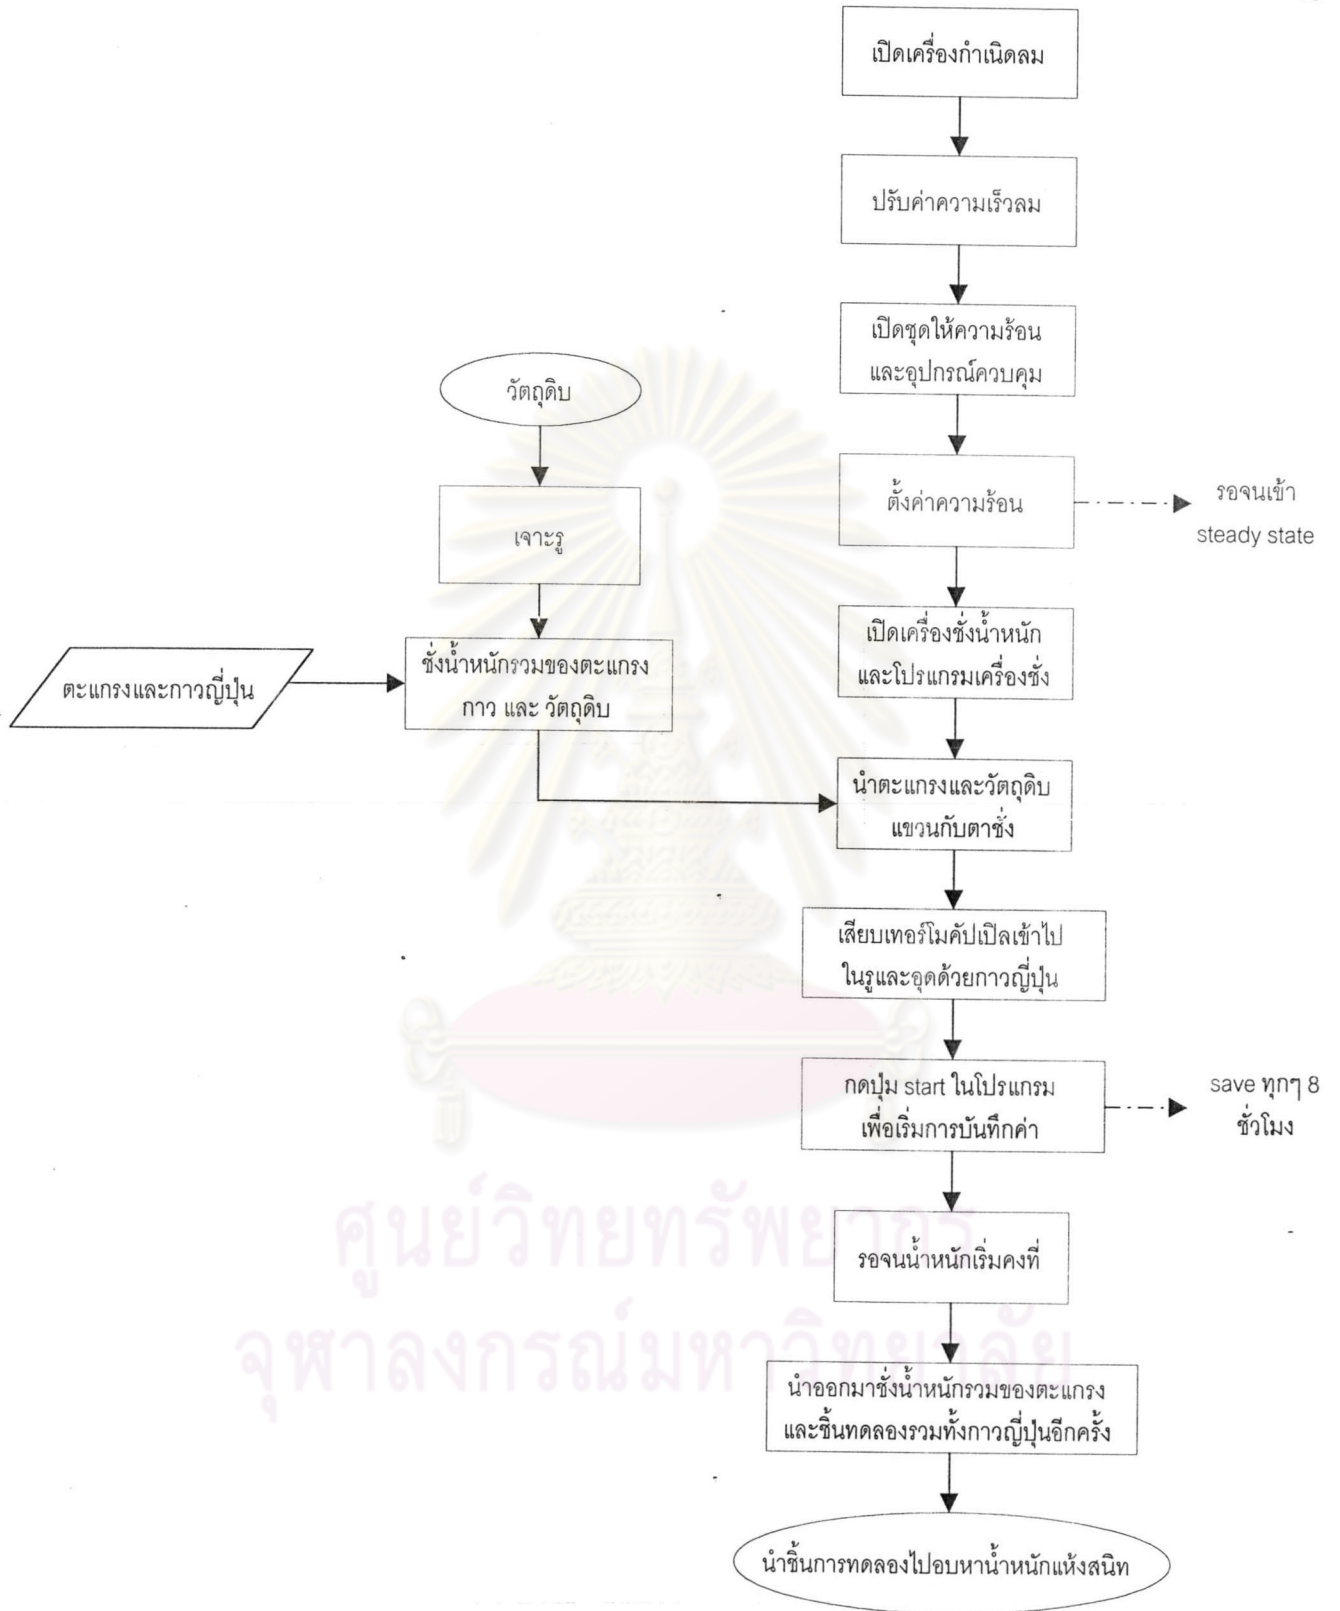 เปิดเครื่องกำเนิดลม
ปรับค่าความเร็วลม
เปิดชุดให้ความร้อน
และอุปกรณ์ควบคุม
วัตถุดิบ
ตั้งค่าความร้อน
รอจนเข้า
steady state
เจาะรู
เปิดเครื่องชั่งน้ำหนัก
และโปรแกรมเครื่องชั่ง
ตะแกรงและกาวญี่ปุ่น
ชั่งน้ำหนักรวมของตะแกรง
กาว และ วัตถุดิบ
นำตะแกรงและวัตถุดิบ
แขวนกับตาชั่ง
เสียบเทอร์โมคัปเปิลเข้าไป
ในรูและอุดด้วยกาวญี่ปุ่น
กดปุ่ม start ในโปรแกรม
เพื่อเริ่มการบันทึกค่า
save ทุกๆ 8
ชั่วโมง
รอจนน้ำหนักเริ่มคงที่
นำออกมาชั่งน้ำหนักรวมของตะแกรง
และชิ้นทดลองรวมทั้งกาวญี่ปุ่นอีกครั้ง
นำชิ้นการทดลองไปอบหาน้ำหนักแห้งสนิท
ศูนย์วิทยทรัพยากร
จุฬาลงกรณ์มหาวิทยาลัย